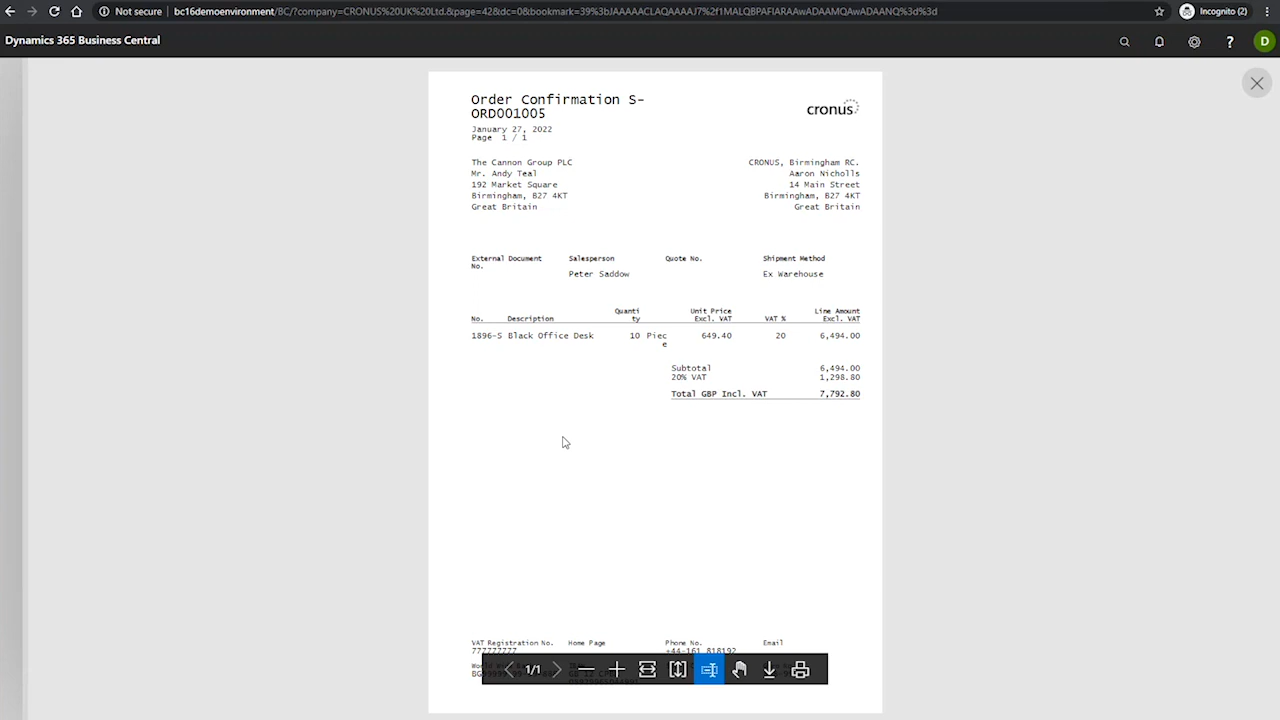 Not secure bc16demoenvironment/BC/?company=CRONUS%20UK%20Ltd.&page=42&dc=0&bookmark=39%3bJAAAAACLAQAAAAJ7%2f1MALQBPAFIARAAwADAAMQAwADAANQ%3d%3d Incognito (2)
Dynamics 365 Business Central
? D
Order Confirmation S-
ORD001005
cronus
January 27, 2022
Page 1 / 1
The Cannon Group PLC CRONUS, Birmingham RC.
Mr. Andy Teal Aaron Nicholls
192 Market Square 14 Main Street
Birmingham, B27 4KT Birmingham, B27 4KT
Great Britain Great Britain
External Document Salesperson Quote No. Shipment Method
No.
Peter Saddow Ex Warehouse
Quanti Unit Price Line Amount
No. Description ty Excl. VAT VAT % Excl. VAT
1896-S Black Office Desk 10 Piec 649.40 20 6,494.00
e
Subtotal 6,494.00
20% VAT 1,298.80
Total GBP Incl. VAT 7,792.80
VAT Registration No. Home Page Phone No. Email
777777777 +44-161 818192
1/1